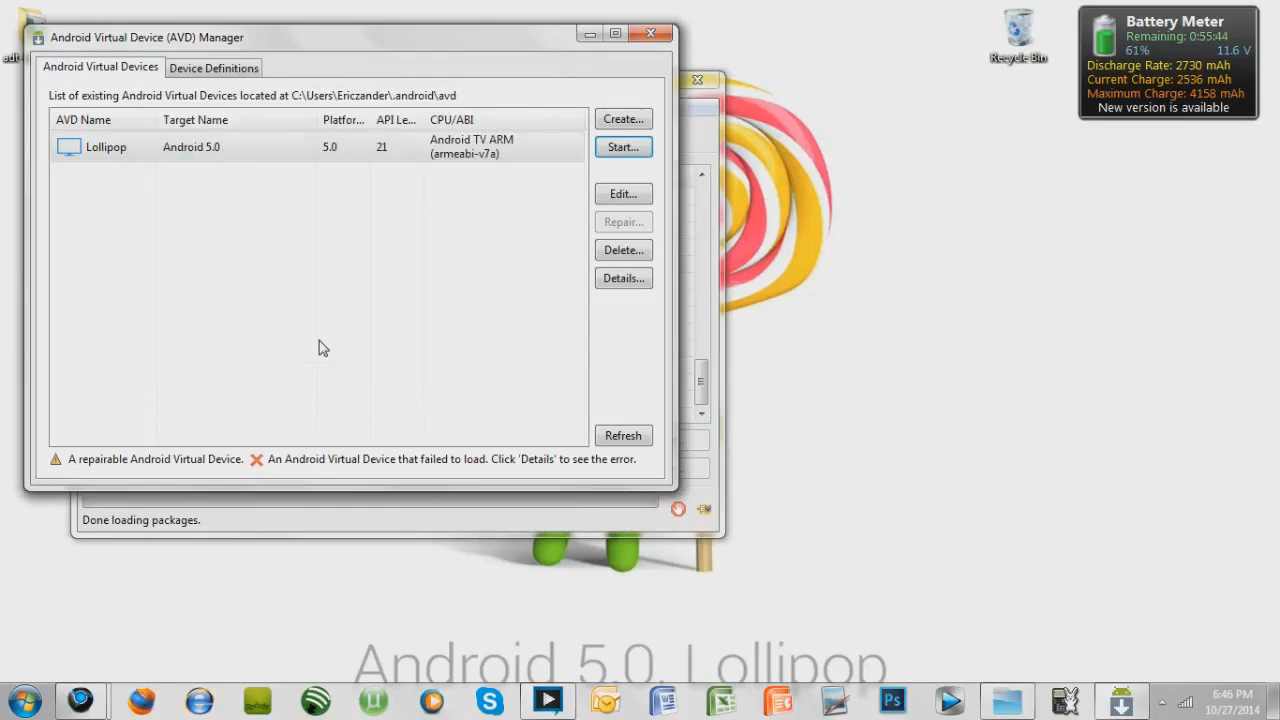 Android Virtual Device (AVD) Manager
Android Virtual Devices
Device Definitions
List of existing Android Virtual Devices located at C:\Users\Ericzander\.android\avd
AVD Name Target Name Platfor... API Le... CPU/ABI
Lollipop Android 5.0 5.0 21 Android TV ARM
(armeabi-v7a)
Create...
Start...
Edit...
Repair...
Delete...
Details...
Refresh
A repairable Android Virtual Device. An Android Virtual Device that failed to load. Click 'Details' to see the error.
Done loading packages.
Recycle Bin
Battery Meter
Remaining: 0:55:44
61% 11.6 V
Discharge Rate: 2730 mAh
Current Charge: 2536 mAh
Maximum Charge: 4158 mAh
New version is available
Android 5.0, Lollipop
Ps
6:46 PM
10/27/2014